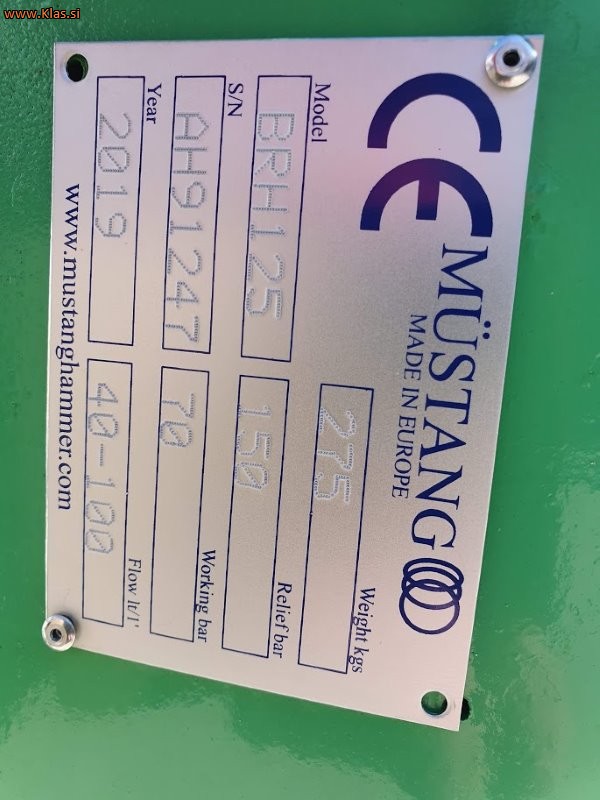 www.Klas.si
CE MÜSTANG
MADE IN EUROPE
Weight kgs
275
Model
BRH125
Relief bar
150
S/N
AH91247
Working bar
70
Year
2019
Flow lt/1'
40-100
www.mustanghammer.com